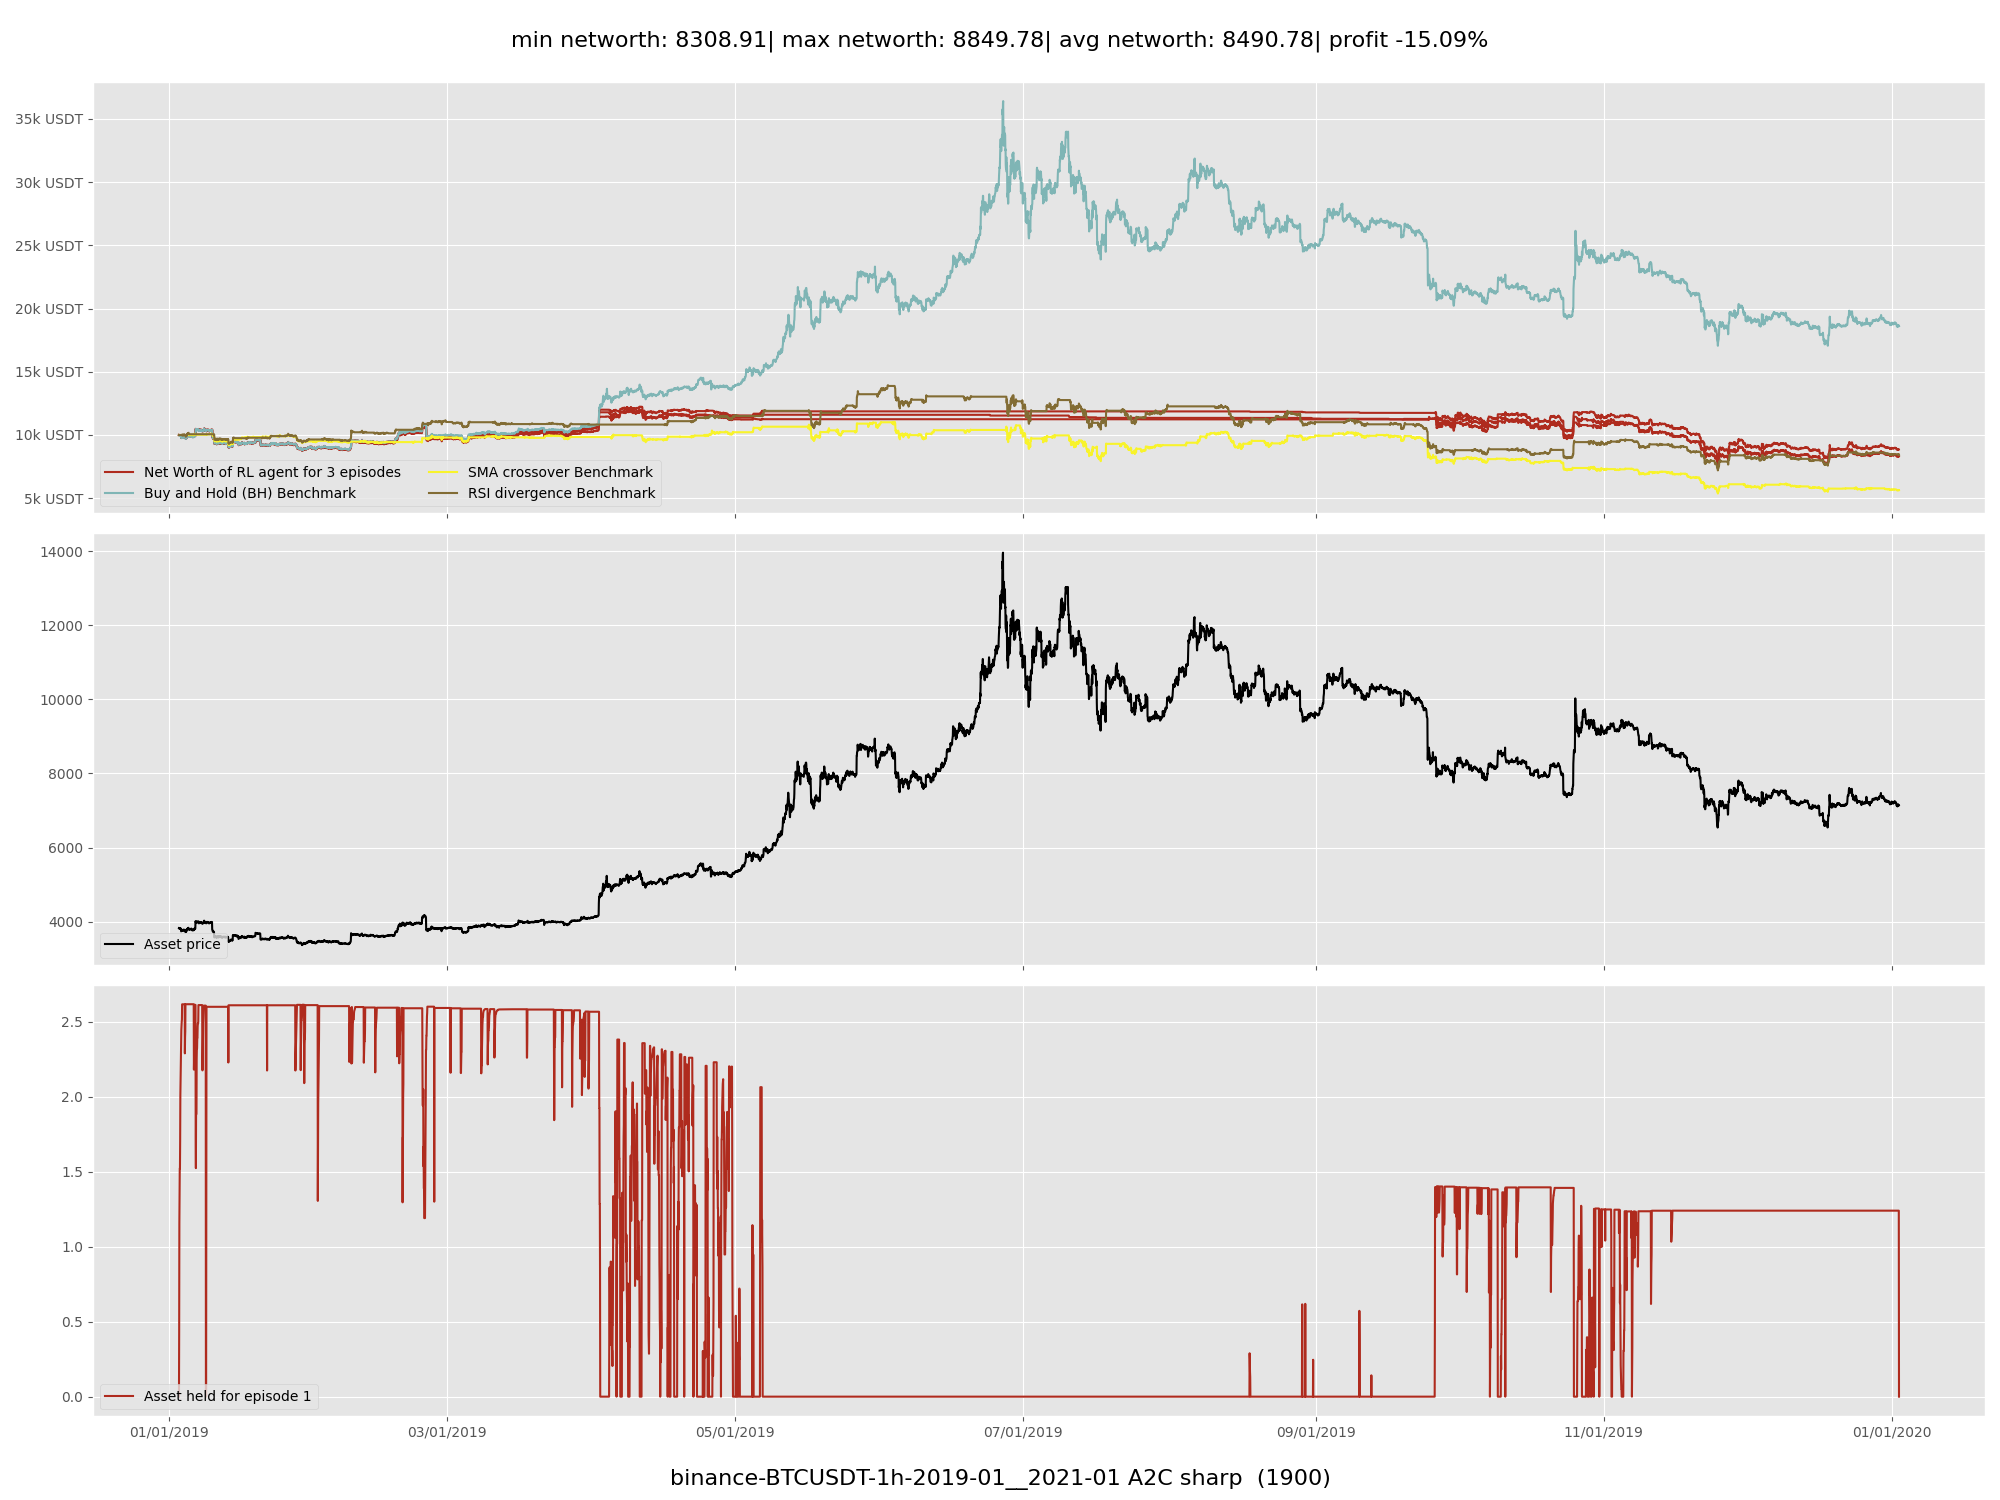 min networth: 8308.91| max networth: 8849.78| avg networth: 8490.78| profit -15.09%
35k USDT
30k USDT
25k USDT
20k USDT
15k USDT
10k USDT
5k USDT
Net Worth of RL agent for 3 episodes
Buy and Hold (BH) Benchmark
SMA crossover Benchmark
RSI divergence Benchmark
14000
12000
10000
8000
6000
4000
Asset price
2.5
2.0
1.5
1.0
0.5
0.0
Asset held for episode 1
01/01/2019 03/01/2019 05/01/2019 07/01/2019 09/01/2019 11/01/2019 01/01/2020
binance-BTCUSDT-1h-2019-01__2021-01 A2C sharp (1900)